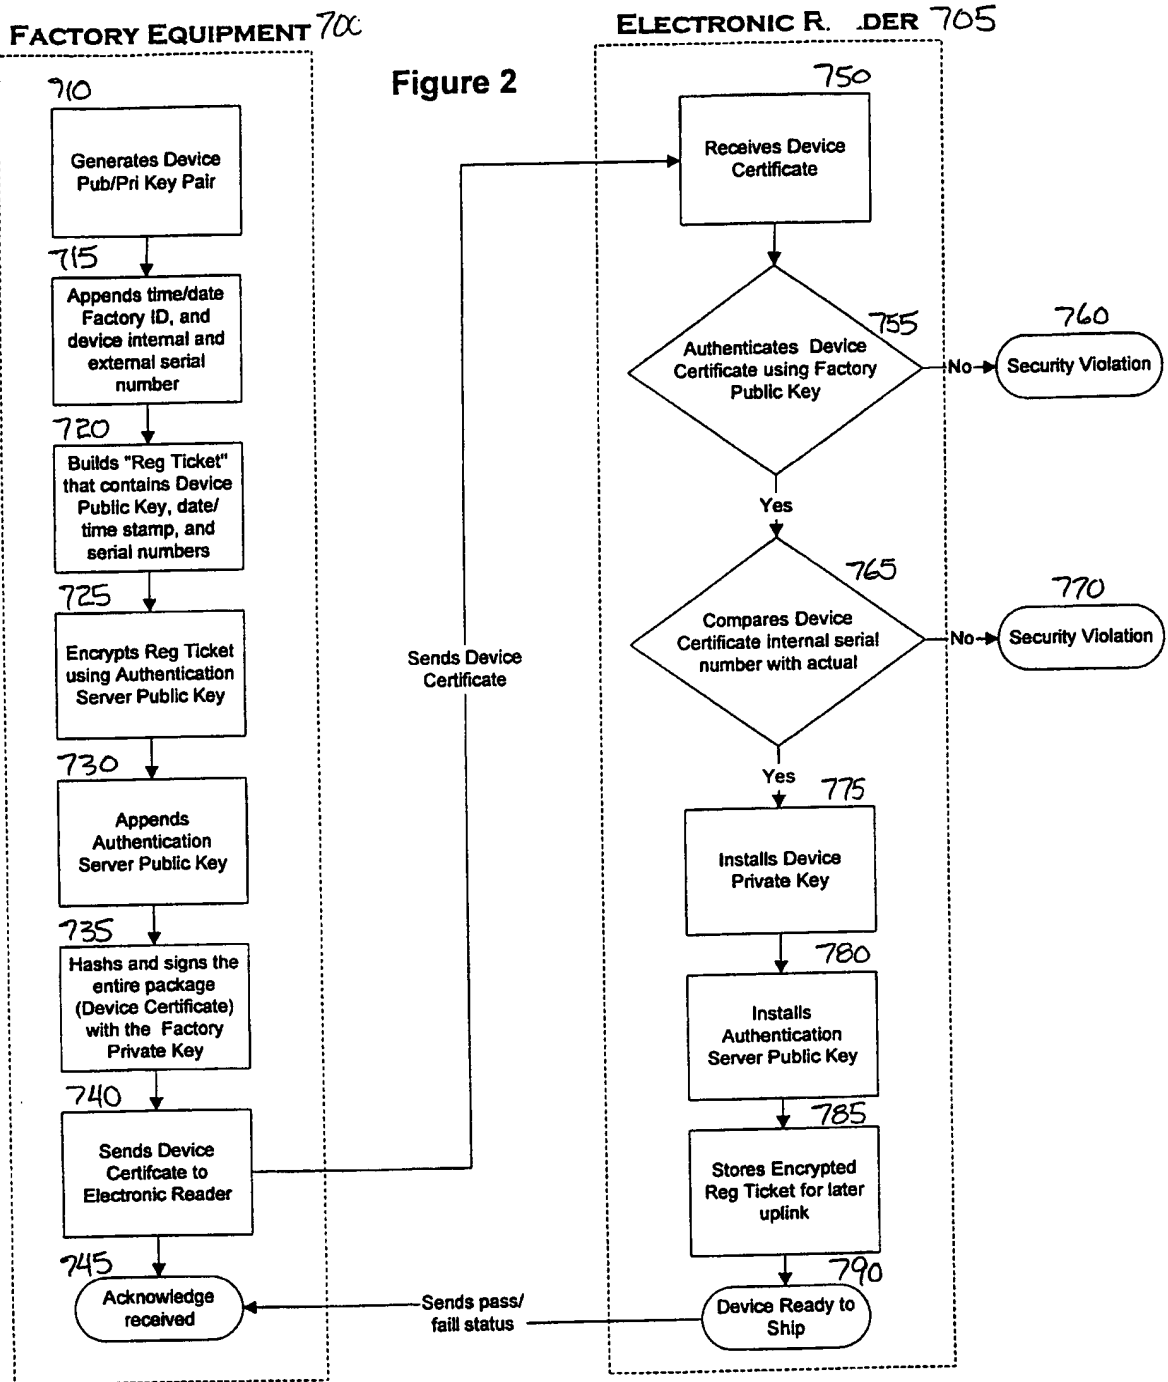 FACTORY EQUIPMENT 700
ELECTRONIC R. .DER 705
Figure 2
710
Generates Device
Pub/Pri Key Pair
715
Appends time/date
Factory ID, and
device internal and
external serial
number
720
Builds "Reg Ticket"
that contains Device
Public Key, date/
time stamp, and
serial numbers
725
Encrypts Reg Ticket
using Authentication
Server Public Key
730
Appends
Authentication
Server Public Key
735
Hashs and signs the
entire package
(Device Certificate)
with the Factory
Private Key
740
Sends Device
Certifcate to
Electronic Reader
745
Acknowledge
received
Sends Device
Certificate
Sends pass/
faill status
750
Receives Device
Certificate
755
Authenticates Device
Certificate using Factory
Public Key
No
760
Security Violation
Yes
765
Compares Device
Certificate internal serial
number with actual
No
770
Security Violation
Yes
775
Installs Device
Private Key
780
Installs
Authentication
Server Public Key
785
Stores Encrypted
Reg Ticket for later
uplink
790
Device Ready to
Ship